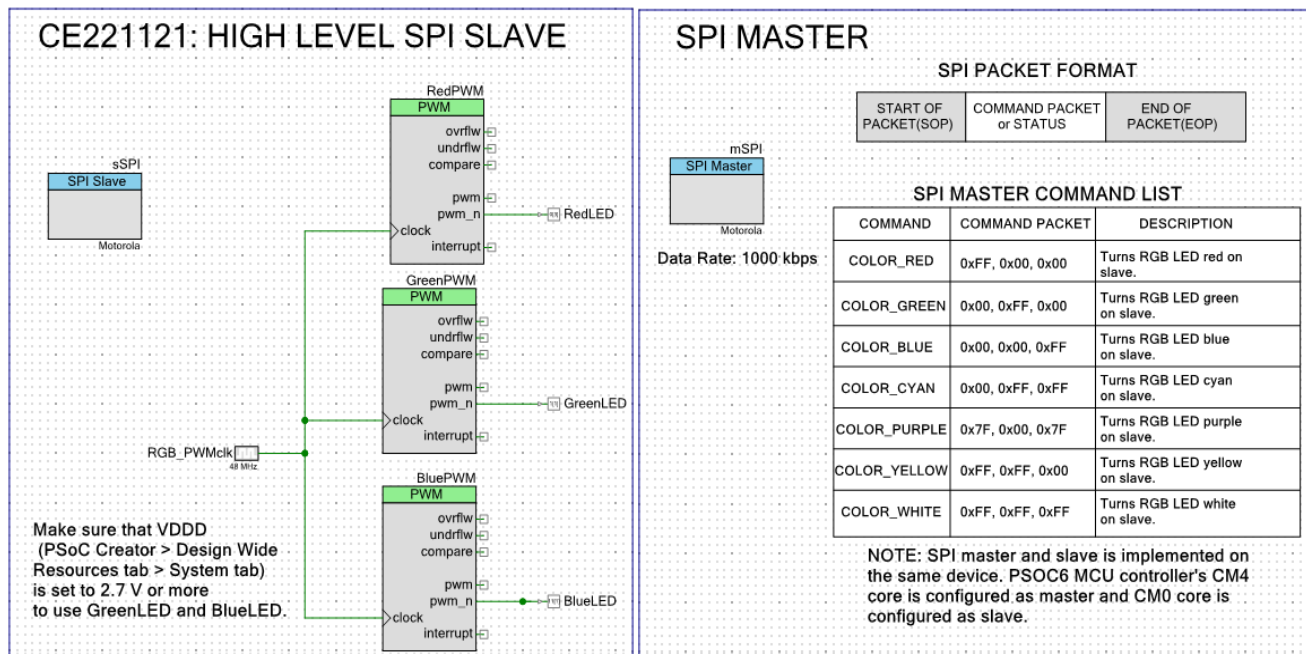 CE221121: HIGH LEVEL SPI SLAVE
sSPI
SPI Slave
Motorola
RedPWM
PWM
ovrflw
undrflw
compare
pwm
pwm_n
RedLED
clock
interrupt
GreenPWM
PWM
ovrflw
undrflw
compare
pwm
pwm_n
GreenLED
clock
interrupt
RGB_PWMclk
48 MHz
BluePWM
PWM
ovrflw
undrflw
compare
pwm
pwm_n
BlueLED
clock
interrupt
Make sure that VDDD
(PSoC Creator > Design Wide
Resources tab > System tab)
is set to 2.7 V or more
to use GreenLED and BlueLED.
SPI MASTER
SPI PACKET FORMAT
START OF
PACKET(SOP)
COMMAND PACKET
or STATUS
END OF
PACKET(EOP)
mSPI
SPI Master
Motorola
Data Rate: 1000 kbps
SPI MASTER COMMAND LIST
COMMAND COMMAND PACKET DESCRIPTION
COLOR_RED 0xFF, 0x00, 0x00 Turns RGB LED red on
slave.
COLOR_GREEN 0x00, 0xFF, 0x00 Turns RGB LED green
on slave.
COLOR_BLUE 0x00, 0x00, 0xFF Turns RGB LED blue
on slave.
COLOR_CYAN 0x00, 0xFF, 0xFF Turns RGB LED cyan
on slave.
COLOR_PURPLE 0x7F, 0x00, 0x7F Turns RGB LED purple
on slave.
COLOR_YELLOW 0xFF, 0xFF, 0x00 Turns RGB LED yellow
on slave.
COLOR_WHITE 0xFF, 0xFF, 0xFF Turns RGB LED white
on slave.
NOTE: SPI master and slave is implemented on
the same device. PSOC6 MCU controller's CM4
core is configured as master and CM0 core is
configured as slave.